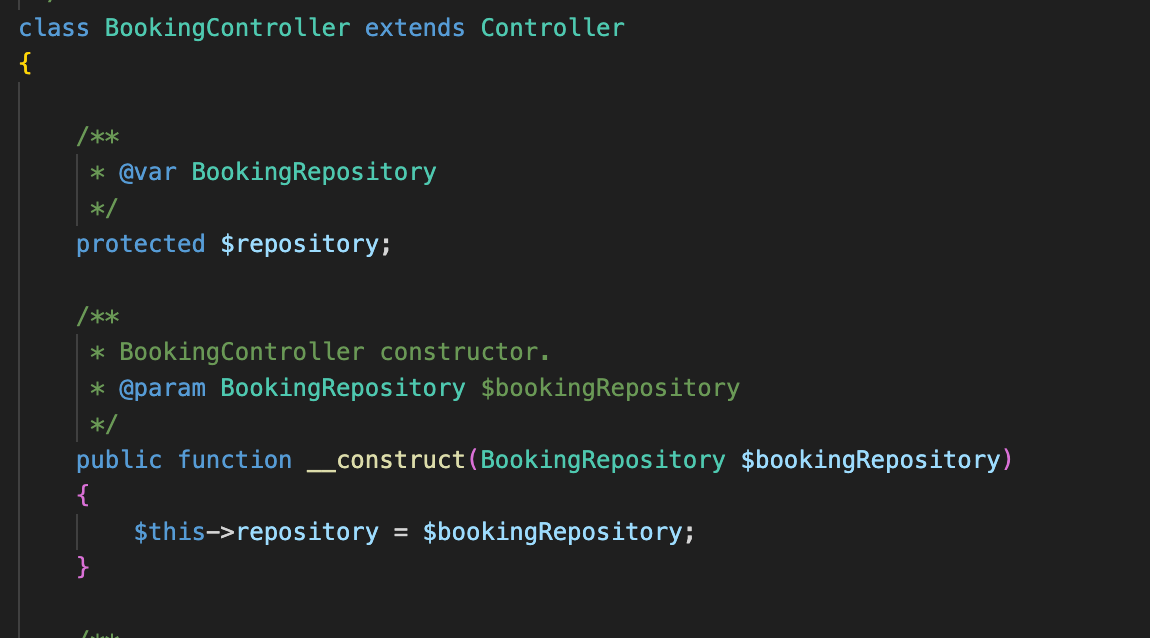 class BookingController extends Controller
{
/**
* @var BookingRepository
*/
protected $repository;
/**
* BookingController constructor.
* @param BookingRepository $bookingRepository
*/
public function __construct(BookingRepository $bookingRepository)
{
$this->repository = $bookingRepository;
}
/**